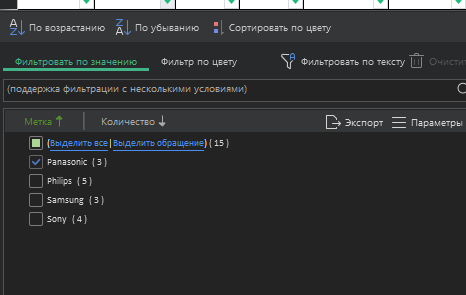 По возрастанию По убыванию Сортировать по цвету
Фильтровать по значению Фильтр по цвету Фильтровать по тексту Очистит
(поддержка фильтрации с несколькими условиями)
Метка Количество Экспорт Параметры
(Выделить все|Выделить обращение) ( 15 )
Panasonic ( 3 )
Philips ( 5 )
Samsung ( 3 )
Sony ( 4 )